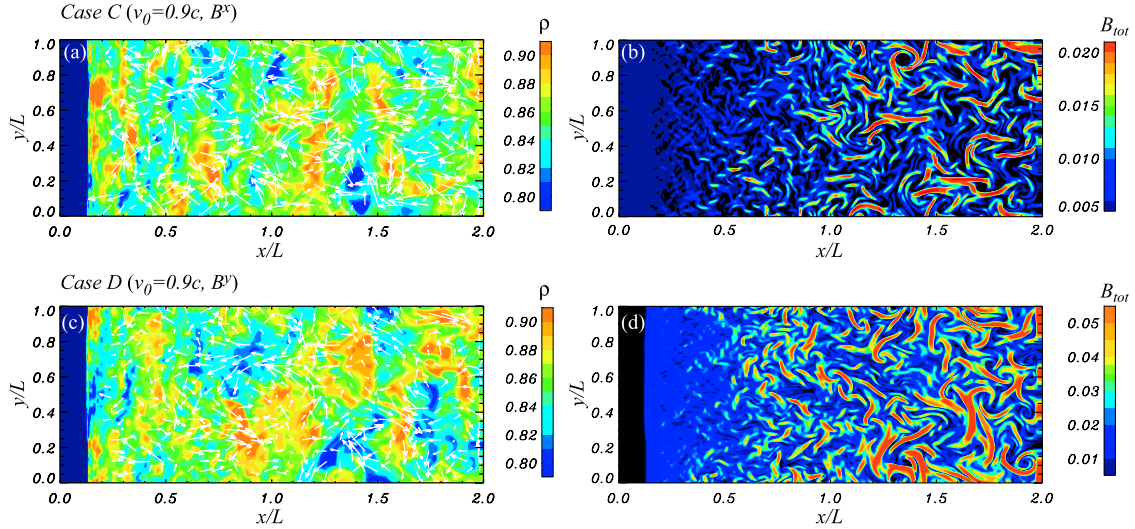 Case C (v0=0.9c, Bx)
(a)
ρ
0.90
0.88
0.86
0.84
0.82
0.80
1.0
0.8
0.6
0.4
0.2
0.0
y/L
0.0 0.5 1.0 1.5 2.0
x/L
(b)
Btot
0.020
0.015
0.010
0.005
1.0
0.8
0.6
0.4
0.2
0.0
y/L
0.0 0.5 1.0 1.5 2.0
x/L
Case D (v0=0.9c, By)
(c)
ρ
0.90
0.88
0.86
0.84
0.82
0.80
1.0
0.8
0.6
0.4
0.2
0.0
y/L
0.0 0.5 1.0 1.5 2.0
x/L
(d)
Btot
0.05
0.04
0.03
0.02
0.01
1.0
0.8
0.6
0.4
0.2
0.0
y/L
0.0 0.5 1.0 1.5 2.0
x/L